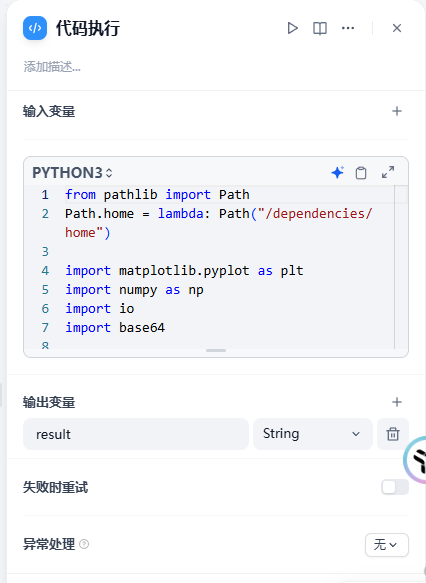 代码执行
添加描述...
输入变量
PYTHON3
1 from pathlib import Path
2 Path.home = lambda: Path("/dependencies/
home")
3
4 import matplotlib.pyplot as plt
5 import numpy as np
6 import io
7 import base64
8
输出变量
result String
失败时重试
异常处理 无